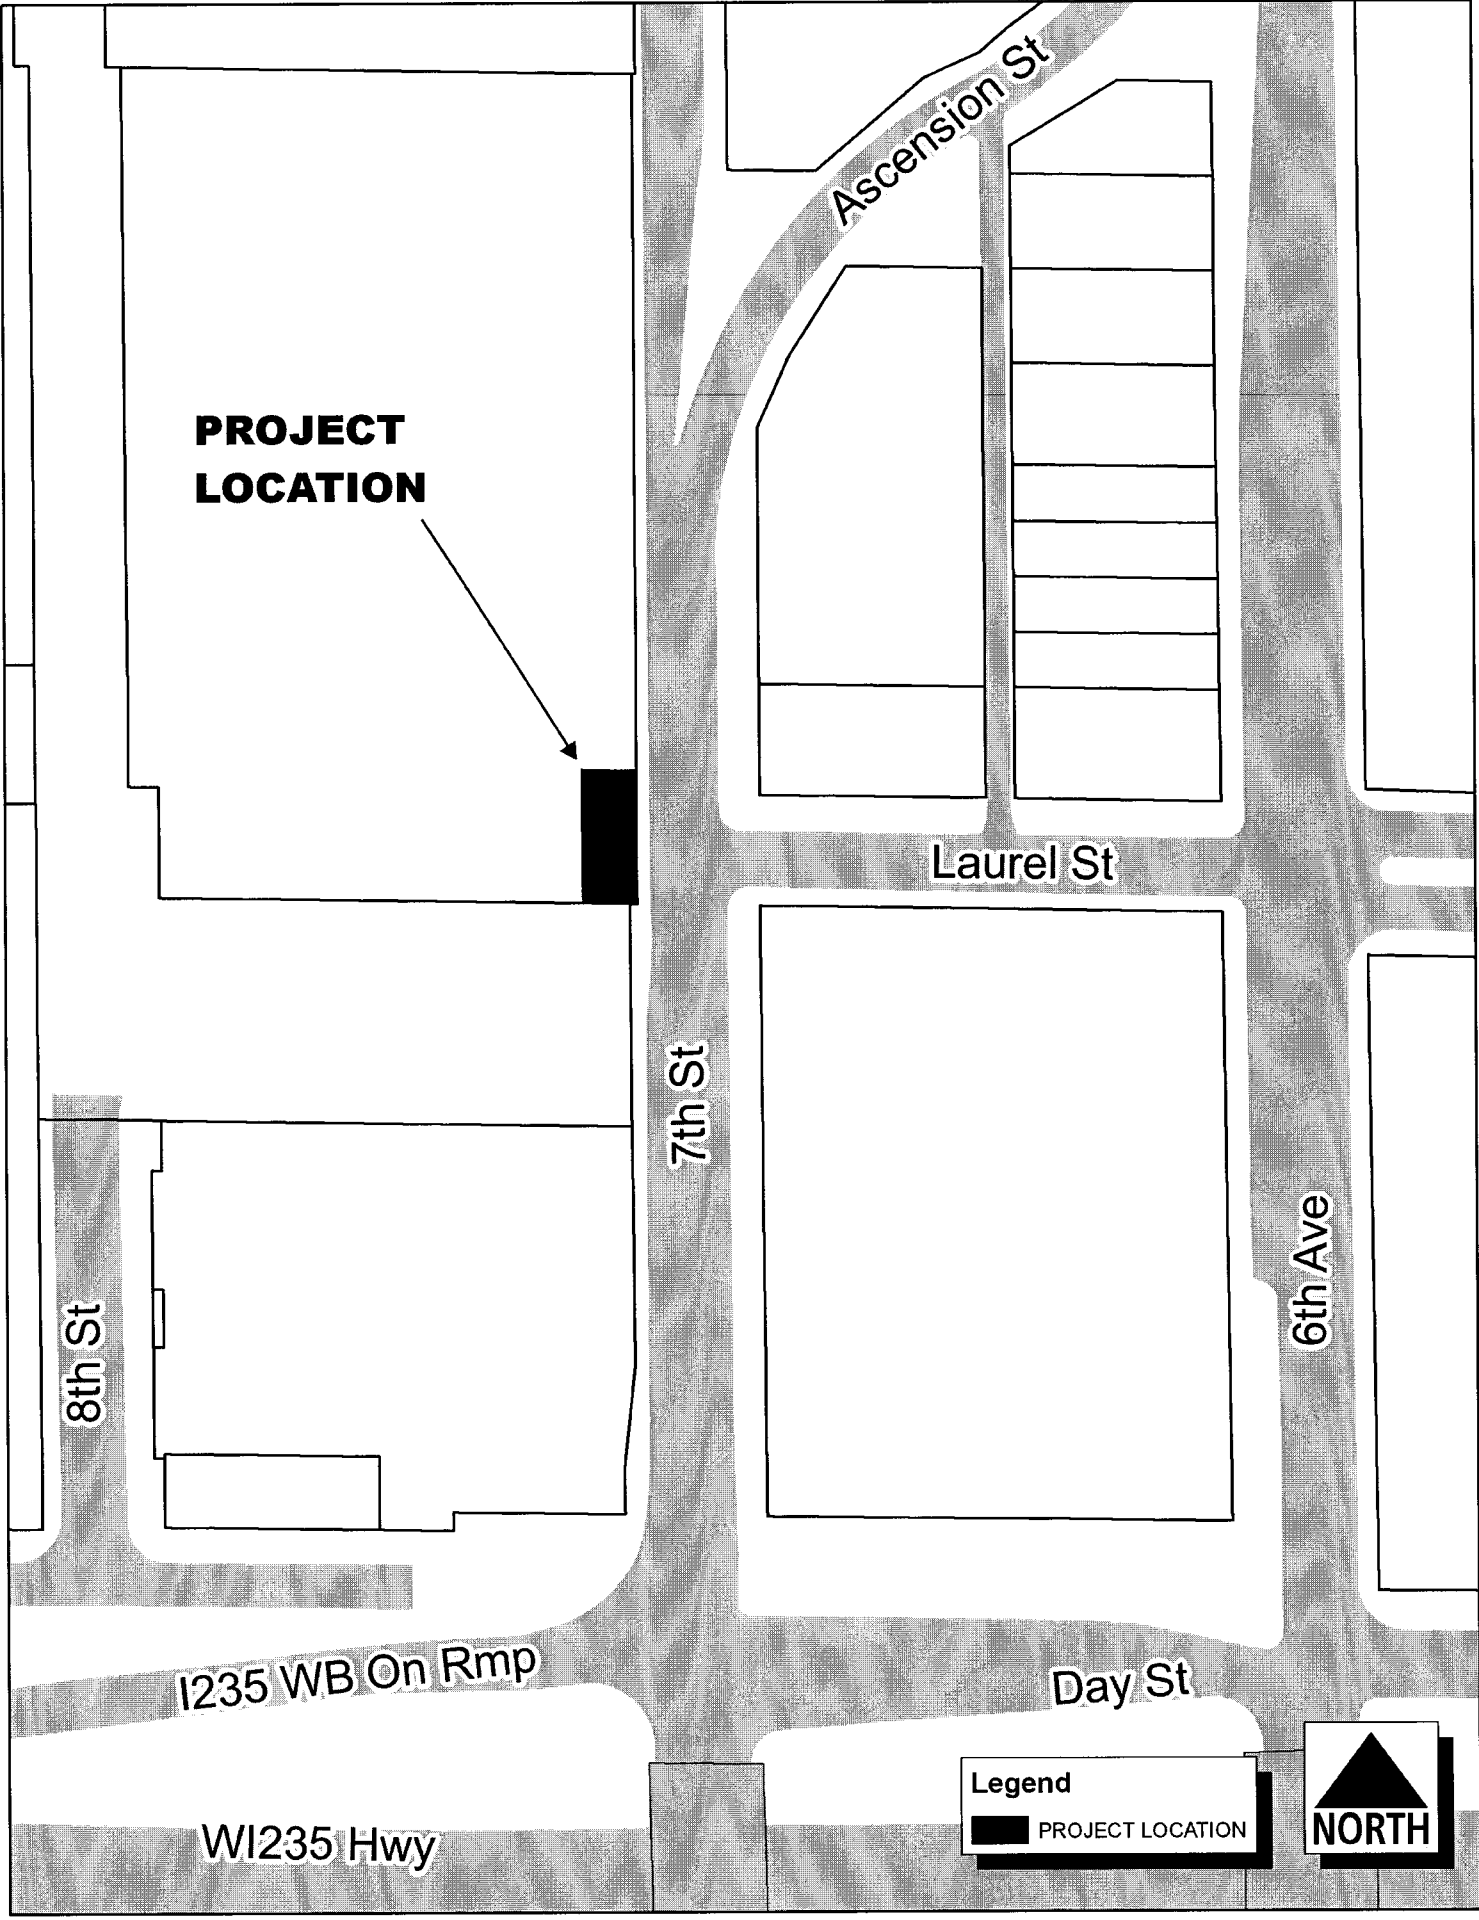 Ascension St
PROJECT
LOCATION
Laurel St
7th St
6th Ave
8th St
I235 WB On Rmp
Day St
Legend
PROJECT LOCATION
NORTH
WI235 Hwy